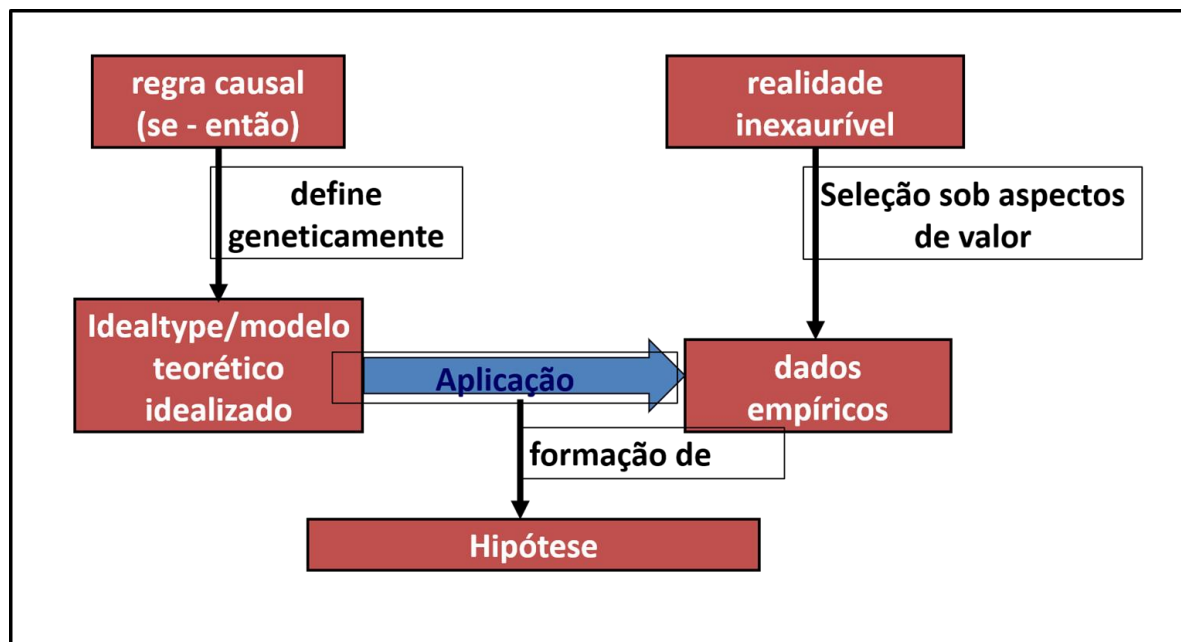 regra causal
(se - então)
realidade
inexaurível
define
geneticamente
Seleção sob aspectos
de valor
Idealtype/modelo
teorético
idealizado
Aplicação
dados
empíricos
formação de
Hipótese